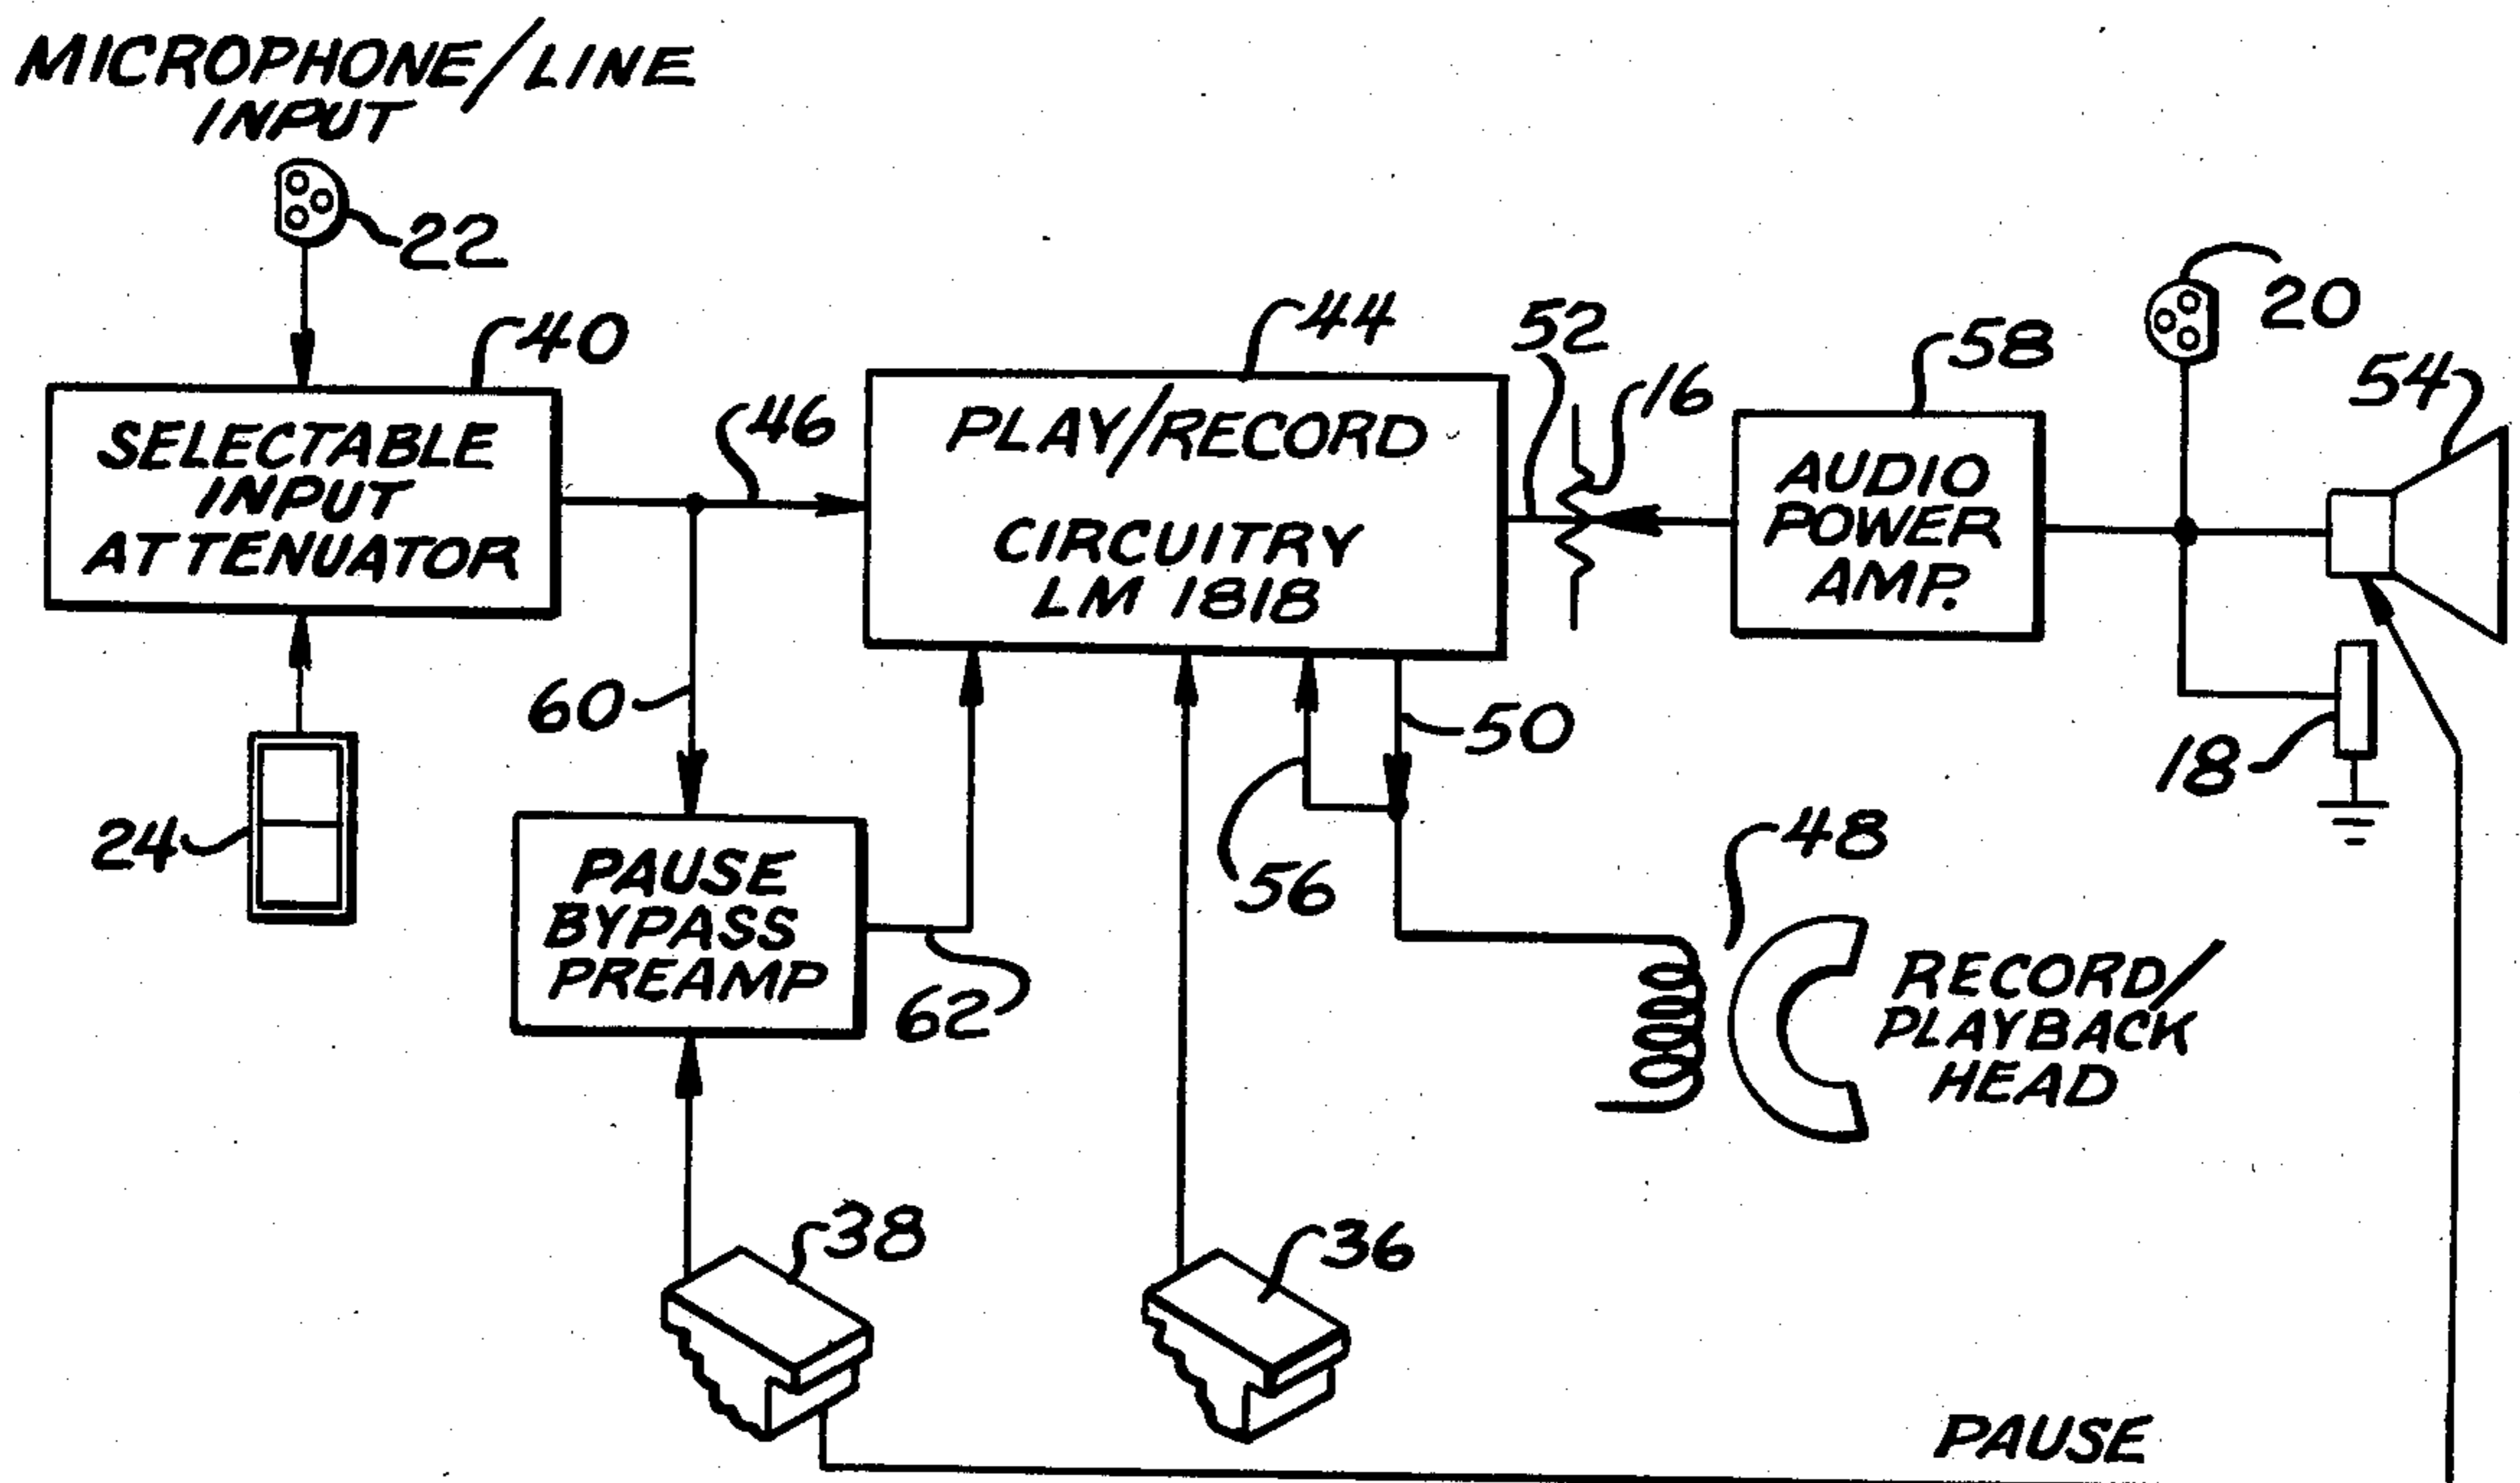 MICROPHONE/LINE
INPUT
22
40
SELECTABLE
INPUT
ATTENUATOR
24
46
60
44
PLAY/RECORD
CIRCUITRY
LM 1818
52
16
58
AUDIO
POWER
AMP.
20
54
18
50
56
PAUSE
BYPASS
PREAMP
62
48
RECORD/
PLAYBACK
HEAD
38
36
PAUSE